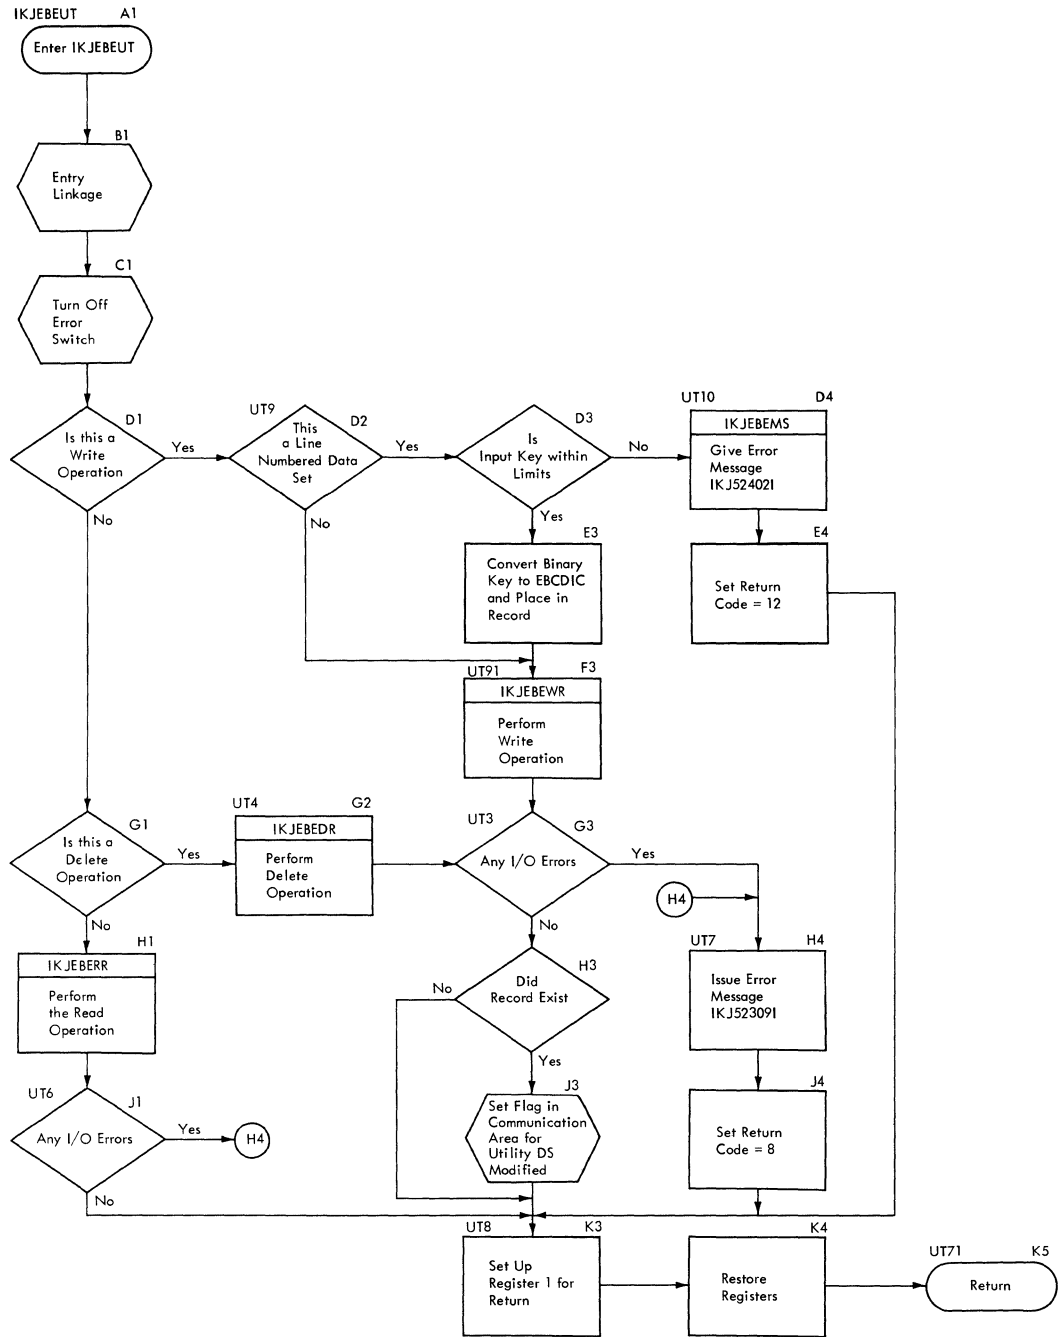 IKJEBEUT
A1
Enter IKJEBEUT
B1
Entry
Linkage
C1
Turn Off
Error
Switch
D1
Is this a
Write
Operation
Yes
No
UT9
D2
This
a Line
Numbered Data
Set
Yes
No
D3
Is
Input Key within
Limits
No
Yes
UT10
D4
IKJEBEMS
Give Error
Message
IKJ52402I
E3
Convert Binary
Key to EBCDIC
and Place in
Record
E4
Set Return
Code = 12
UT91
F3
IKJEBEWR
Perform
Write
Operation
G1
Is this a
Delete
Operation
Yes
No
UT4
G2
IKJEBEDR
Perform
Delete
Operation
UT3
G3
Any I/O Errors
Yes
No
H4
H1
IKJEBERR
Perform
the Read
Operation
H3
Did
Record Exist
No
Yes
UT7
H4
Issue Error
Message
IKJ52309I
UT6
J1
Any I/O Errors
Yes
No
H4
J3
Set Flag in
Communication
Area for
Utility DS
Modified
J4
Set Return
Code = 8
UT8
K3
Set Up
Register 1 for
Return
K4
Restore
Registers
UT71
K5
Return